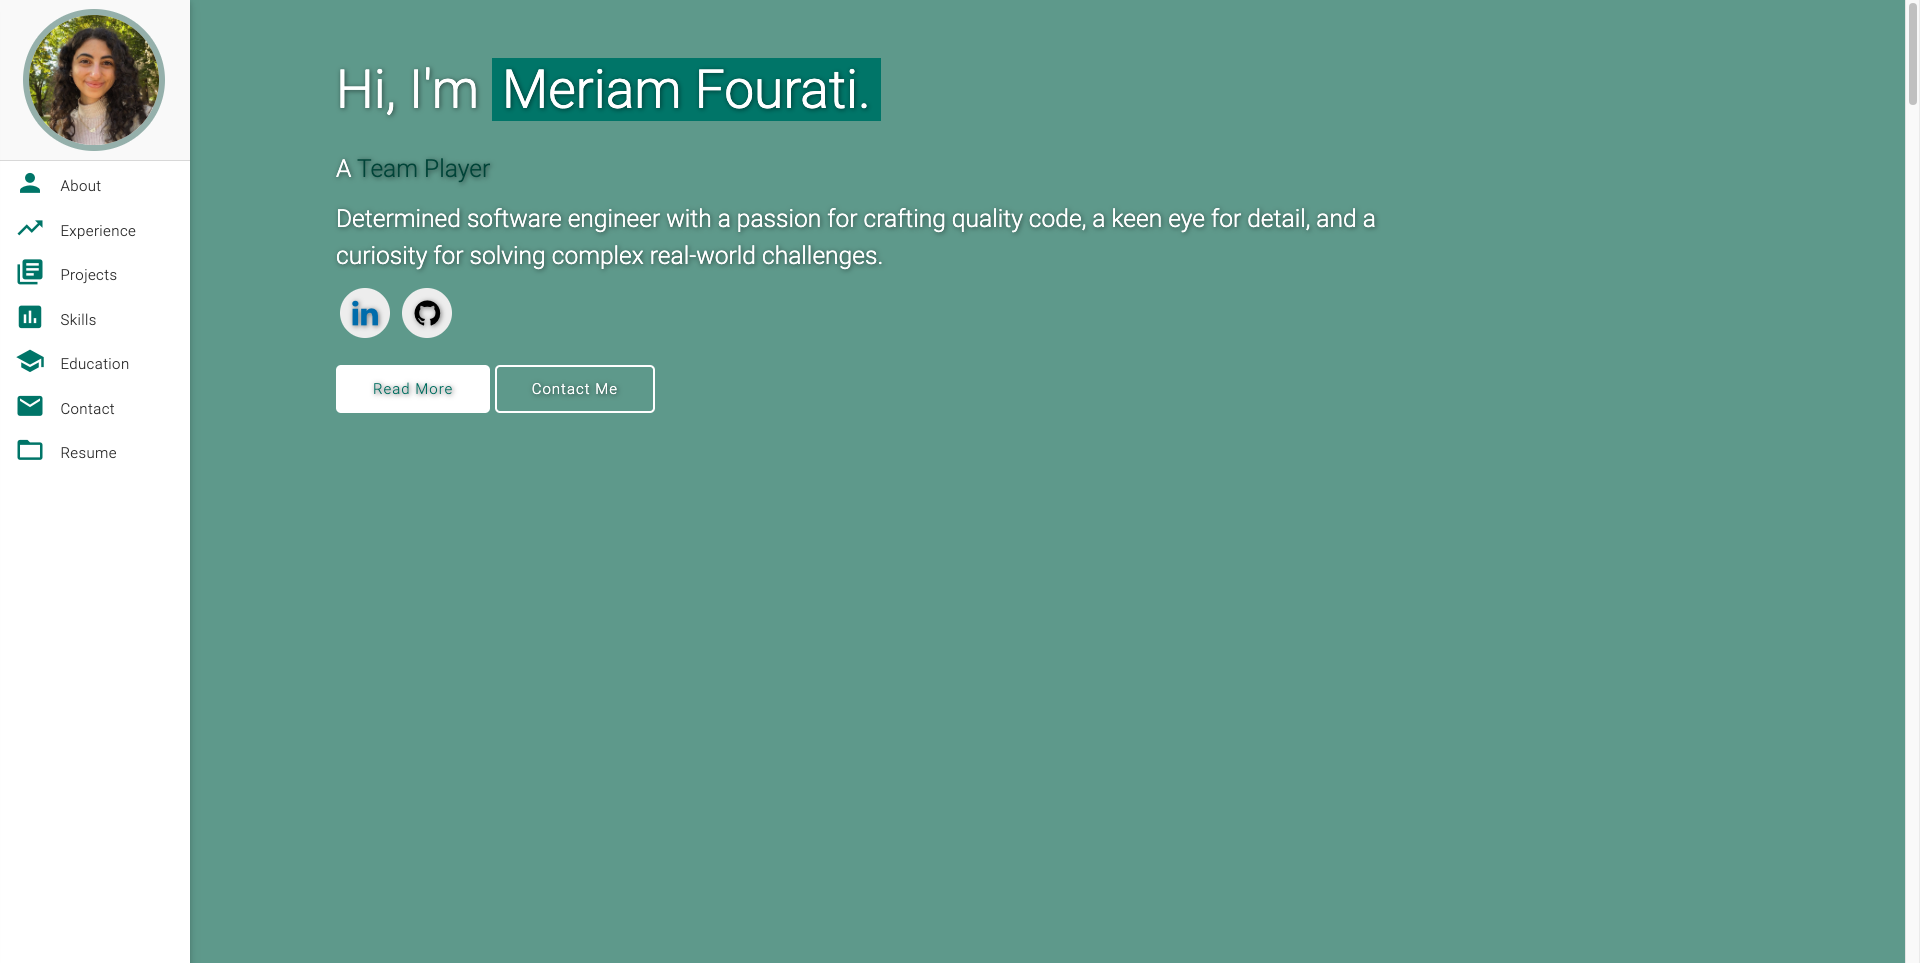 About
Experience
Projects
Skills
Education
Contact
Resume
Hi, I'm Meriam Fourati.
A Team Player
Determined software engineer with a passion for crafting quality code, a keen eye for detail, and a
curiosity for solving complex real-world challenges.
in
Read More
Contact Me